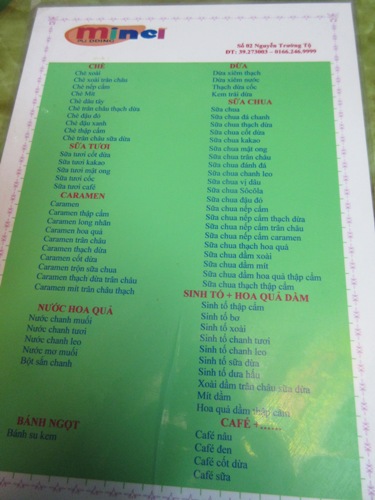 Minci
PU DOING
Số 02 Nguyễn Trường Tộ
ĐT: 38.273003 - 0166.246.9999
CHÈ
Chè xoài
Chè xoài trân châu
Chè nếp cẩm
Chè Mít
Chè dâu tây
Chè trân châu
Chè đậu đỏ
Chè đậu xanh
Chè thập cẩm
Chè trân châu sữa dừa
SỮA TƯƠI
Sữa tươi cốt dừa
Sữa tươi kakao
Sữa tươi mật ong
Sữa tươi cốc
Sữa tươi café
CARAMEN
Caramen
Caramen thập cẩm
Caramen long nhãn
Caramen hoa quả
Caramen trân châu
Caramen thạch dừa
Caramen cốt dừa
Caramen trộn sữa chua
Caramen thạch dừa trân châu
Caramen mít trân châu thạch
NƯỚC HOA QUẢ
Nước chanh muối
Nước chanh tươi
Nước chanh leo
Nước mơ muối
Bột sắn chanh
BÁNH NGỌT
Bánh su kem
DỪA
Dừa xiêm thạch
Dừa xiêm nước
Thạch dừa cốc
Kem trái dừa
SỮA CHUA
Sữa chua
Sữa chua đá chanh
Sữa chua thạch dừa
Sữa chua cốt dừa
Sữa chua kakao
Sữa chua mật ong
Sữa chua trân châu
Sữa chua đánh đá
Sữa chua chanh leo
Sữa chua vị dâu
Sữa chua Sôcôla
Sữa chua đậu đỏ
Sữa chua nếp cẩm
Sữa chua nếp cẩm thạch dừa
Sữa chua nếp cẩm trân châu
Sữa chua nếp cẩm caramen
Sữa chua thạch hoa quả
Sữa chua dầm xoài
Sữa chua dầm mít
Sữa chua dầm hoa quả thập cẩm
Sữa chua thạch thập cẩm
SINH TỐ + HOA QUẢ DẦM
Sinh tố thập cẩm
Sinh tố bơ
Sinh tố xoài
Sinh tố chanh tươi
Sinh tố chanh leo
Sinh tố sữa dừa
Sinh tố dưa hấu
Xoài dầm trân châu sữa dừa
Mít dầm
Hoa quả dầm thập cẩm
CAFÉ +......
Café nâu
Café đen
Café cốt dừa
Café sữa